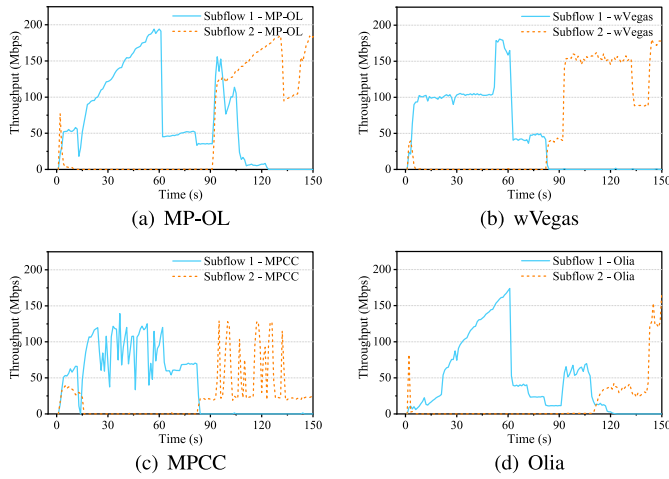 Subflow 1 - MP-OL
Subflow 2 - MP-OL
Throughput (Mbps)
200
150
100
50
0
0 30 60 90 120 150
Time (s)
(a) MP-OL
Subflow 1 - wVegas
Subflow 2 - wVegas
Throughput (Mbps)
200
150
100
50
0
0 30 60 90 120 150
Time (s)
(b) wVegas
Subflow 1 - MPCC
Subflow 2 - MPCC
Throughput (Mbps)
200
150
100
50
0
0 30 60 90 120 150
Time (s)
(c) MPCC
Subflow 1 - Olia
Subflow 2 - Olia
Throughput (Mbps)
200
150
100
50
0
0 30 60 90 120 150
Time (s)
(d) Olia